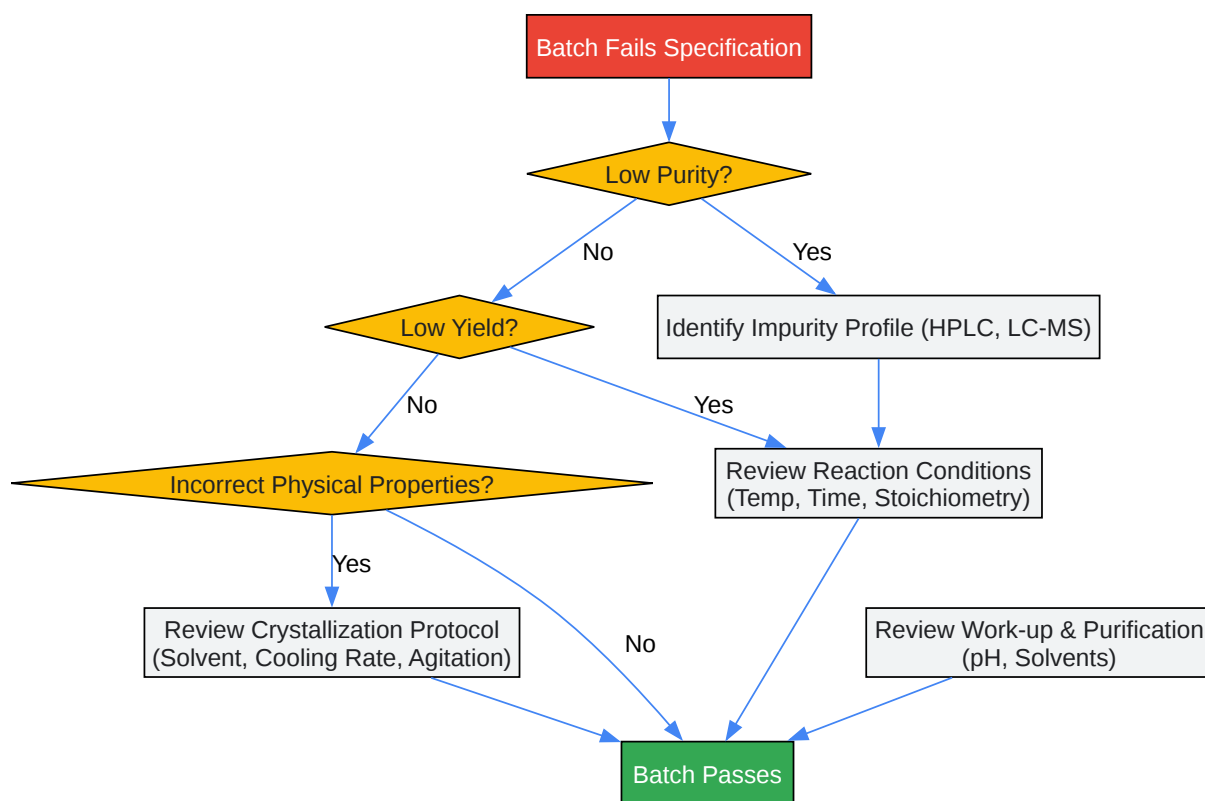 Batch Fails Specification
Low Purity?
No
Yes
Low Yield?
Identify Impurity Profile (HPLC, LC-MS)
No
Yes
Incorrect Physical Properties?
Review Reaction Conditions
(Temp, Time, Stoichiometry)
Yes
No
Review Crystallization Protocol
(Solvent, Cooling Rate, Agitation)
Review Work-up & Purification
(pH, Solvents)
Batch Passes